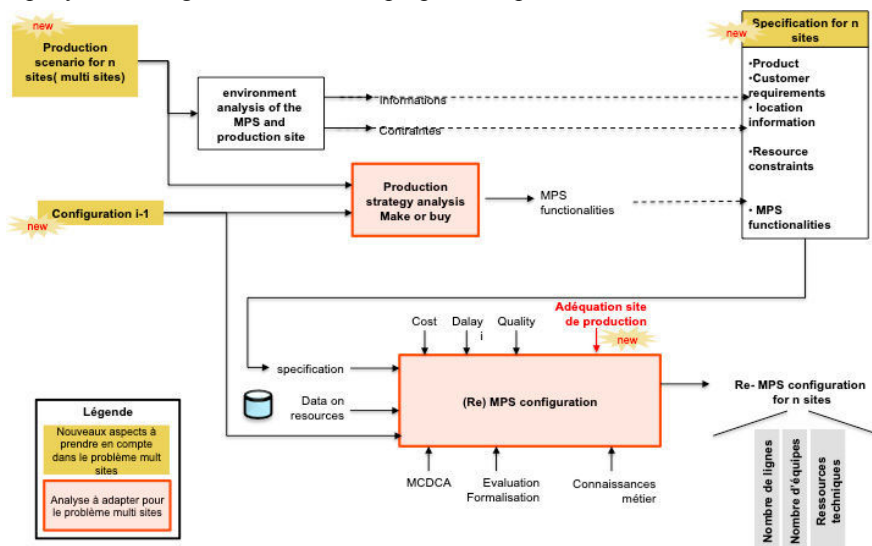 new
Production
scenario for n
sites( multi sites)
environment
analysis of the
MPS and
production site
Informations
Contraintes
new
Specification for n
sites
•Product
•Customer
requirements
• location
information
•Resource
constraints
• MPS
functionalities
Production
strategy analysis
Make or buy
MPS
functionalities
Configuration i-1
new
Cost
Dalay
i
Quality
Adéquation site
de production
new
specification
Data on
resources
(Re) MPS configuration
Re- MPS configuration
for n sites
MCDCA
Evaluation
Formalisation
Connaissances
métier
Nombre de lignes
Nombre d'équipes
Ressources
techniques
Légende
Nouveaux aspects à
prendre en compte
dans le problème mult
sites
Analyse à adapter pour
le problème multi sites